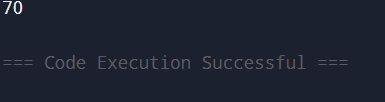 70
=== Code Execution Successful ===